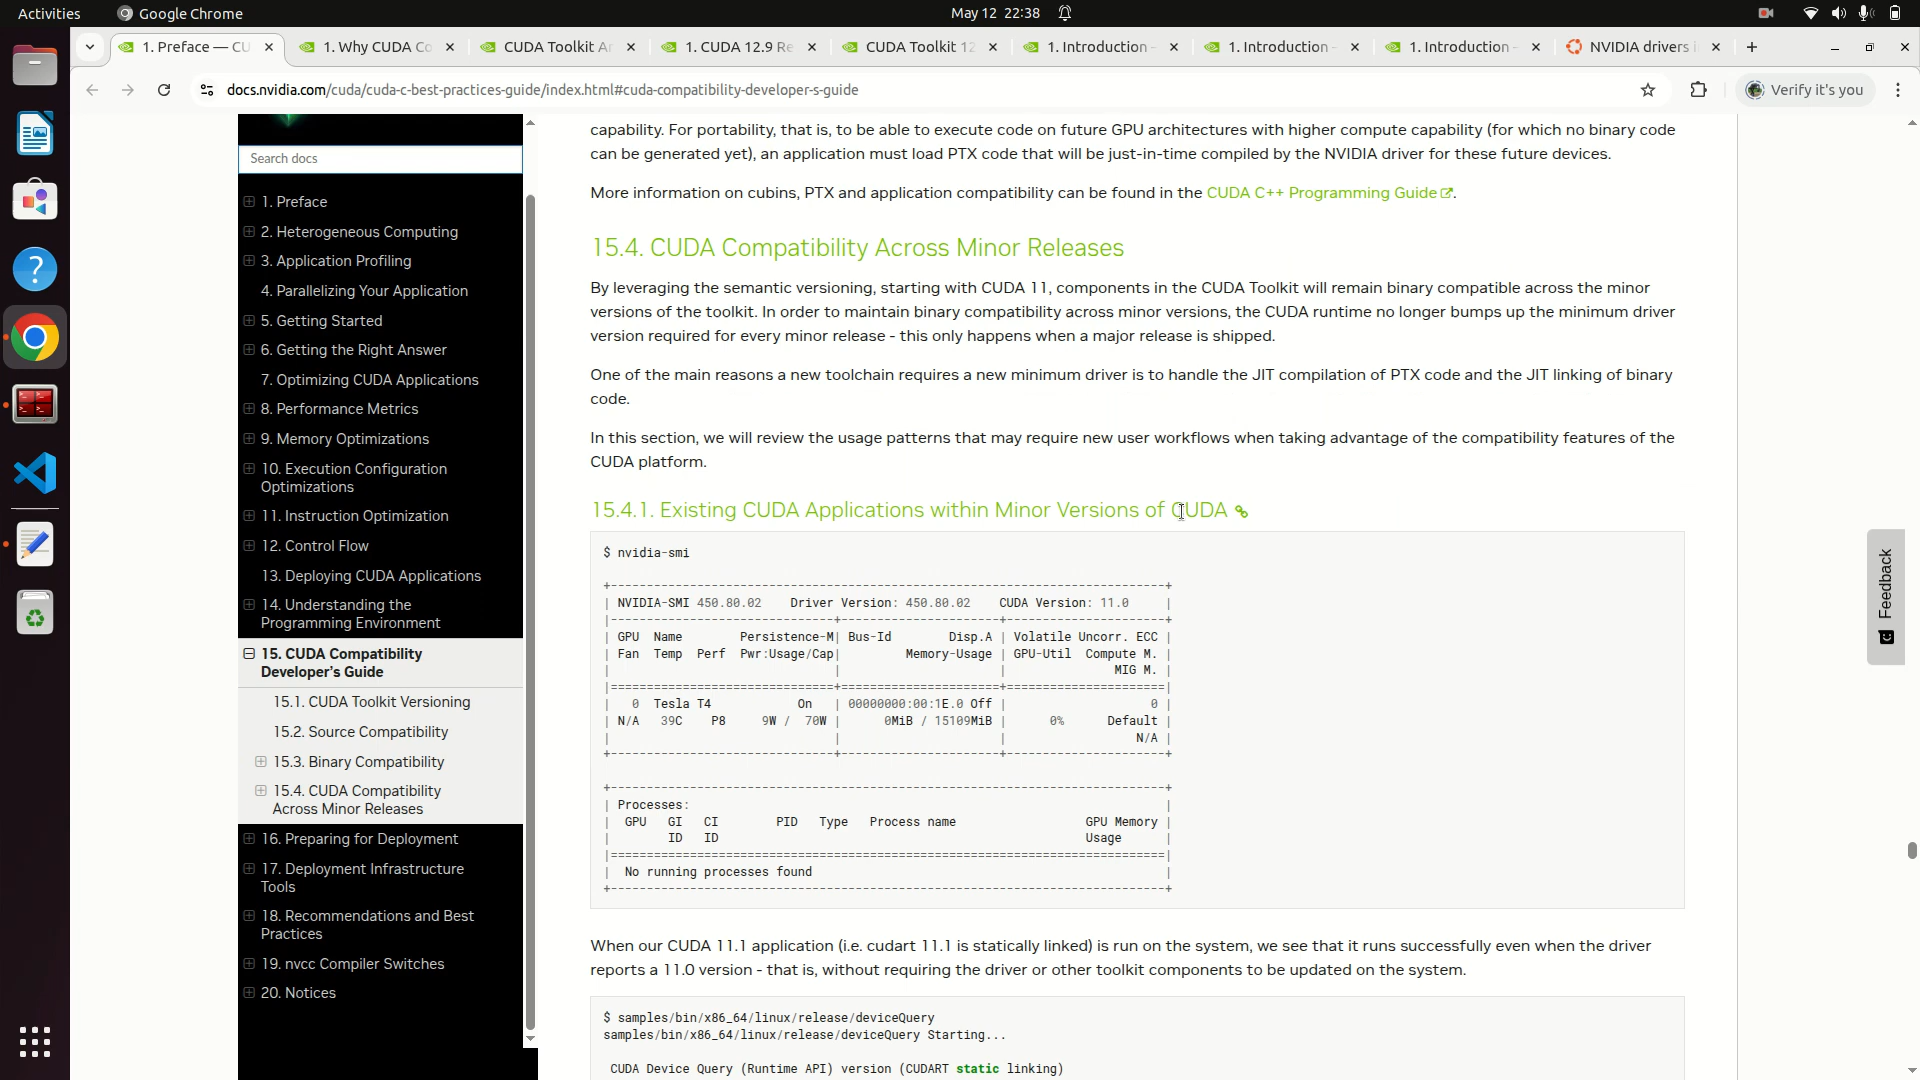 Activities
Google Chrome
May 12 22:38
1. Preface — CU
1. Why CUDA Co
CUDA Toolkit Ar
1. CUDA 12.9 Re
CUDA Toolkit 12
1. Introduction -
1. Introduction -
1. Introduction -
NVIDIA drivers i
docs.nvidia.com/cuda/cuda-c-best-practices-guide/index.html#cuda-compatibility-developer-s-guide
Verify it's you
Search docs
1. Preface
2. Heterogeneous Computing
3. Application Profiling
4. Parallelizing Your Application
5. Getting Started
6. Getting the Right Answer
7. Optimizing CUDA Applications
8. Performance Metrics
9. Memory Optimizations
10. Execution Configuration
Optimizations
11. Instruction Optimization
12. Control Flow
13. Deploying CUDA Applications
14. Understanding the
Programming Environment
15. CUDA Compatibility
Developer's Guide
15.1. CUDA Toolkit Versioning
15.2. Source Compatibility
15.3. Binary Compatibility
15.4. CUDA Compatibility
Across Minor Releases
16. Preparing for Deployment
17. Deployment Infrastructure
Tools
18. Recommendations and Best
Practices
19. nvcc Compiler Switches
20. Notices
capability. For portability, that is, to be able to execute code on future GPU architectures with higher compute capability (for which no binary code
can be generated yet), an application must load PTX code that will be just-in-time compiled by the NVIDIA driver for these future devices.
More information on cubins, PTX and application compatibility can be found in the CUDA C++ Programming Guide.
15.4. CUDA Compatibility Across Minor Releases
By leveraging the semantic versioning, starting with CUDA 11, components in the CUDA Toolkit will remain binary compatible across the minor
versions of the toolkit. In order to maintain binary compatibility across minor versions, the CUDA runtime no longer bumps up the minimum driver
version required for every minor release - this only happens when a major release is shipped.
One of the main reasons a new toolchain requires a new minimum driver is to handle the JIT compilation of PTX code and the JIT linking of binary
code.
In this section, we will review the usage patterns that may require new user workflows when taking advantage of the compatibility features of the
CUDA platform.
15.4.1. Existing CUDA Applications within Minor Versions of CUDA
$ nvidia-smi
+-----------------------------------------------------------------------------+
| NVIDIA-SMI 450.80.02    Driver Version: 450.80.02    CUDA Version: 11.0     |
|-------------------------------+----------------------+----------------------+
| GPU  Name        Persistence-M| Bus-Id        Disp.A | Volatile Uncorr. ECC |
| Fan  Temp  Perf  Pwr:Usage/Cap|         Memory-Usage | GPU-Util  Compute M. |
|                               |                      |               MIG M. |
|===============================+======================+======================|
|   0  Tesla T4            On   | 00000000:00:1E.0 Off |                    0 |
| N/A   39C    P8     9W /  70W |      0MiB / 15109MiB |      0%      Default |
|                               |                      |                  N/A |
+-------------------------------+----------------------+----------------------+
+-----------------------------------------------------------------------------+
| Processes:                                                                  |
|  GPU   GI   CI        PID   Type   Process name                  GPU Memory |
|        ID   ID                                                   Usage      |
|=============================================================================|
|  No running processes found                                                 |
+-----------------------------------------------------------------------------+
When our CUDA 11.1 application (i.e. cudart 11.1 is statically linked) is run on the system, we see that it runs successfully even when the driver
reports a 11.0 version - that is, without requiring the driver or other toolkit components to be updated on the system.
$ samples/bin/x86_64/linux/release/deviceQuery
samples/bin/x86_64/linux/release/deviceQuery Starting...
CUDA Device Query (Runtime API) version (CUDART static linking)
Feedback